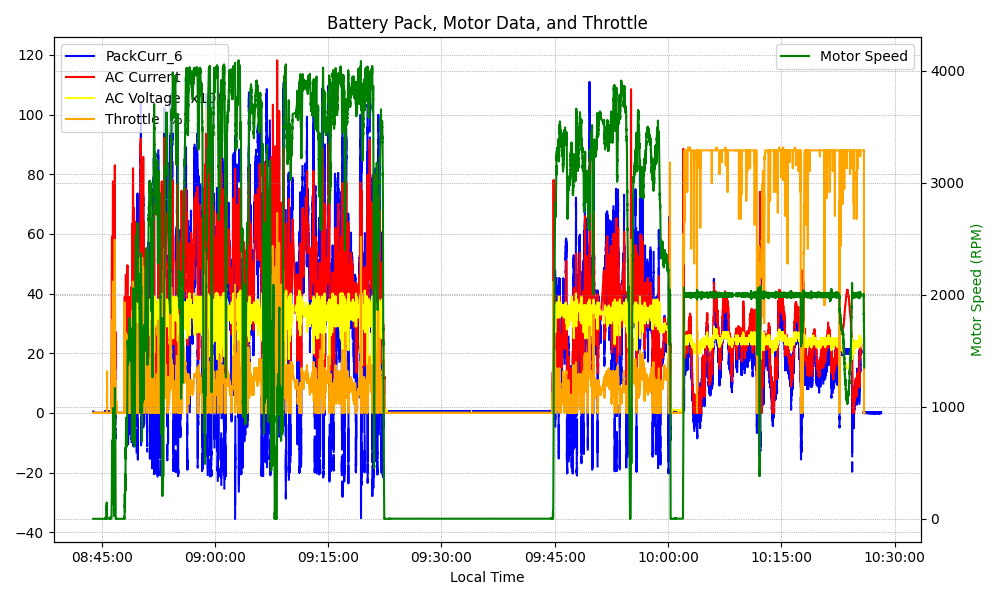 Battery Pack, Motor Data, and Throttle
PackCurr_6
AC Current
AC Voltage
Throttle %
Motor Speed
120
100
80
60
40
20
0
−20
−40
4000
3000
2000
1000
0
Motor Speed (RPM)
08:45:00
09:00:00
09:15:00
09:30:00
09:45:00
10:00:00
10:15:00
10:30:00
Local Time